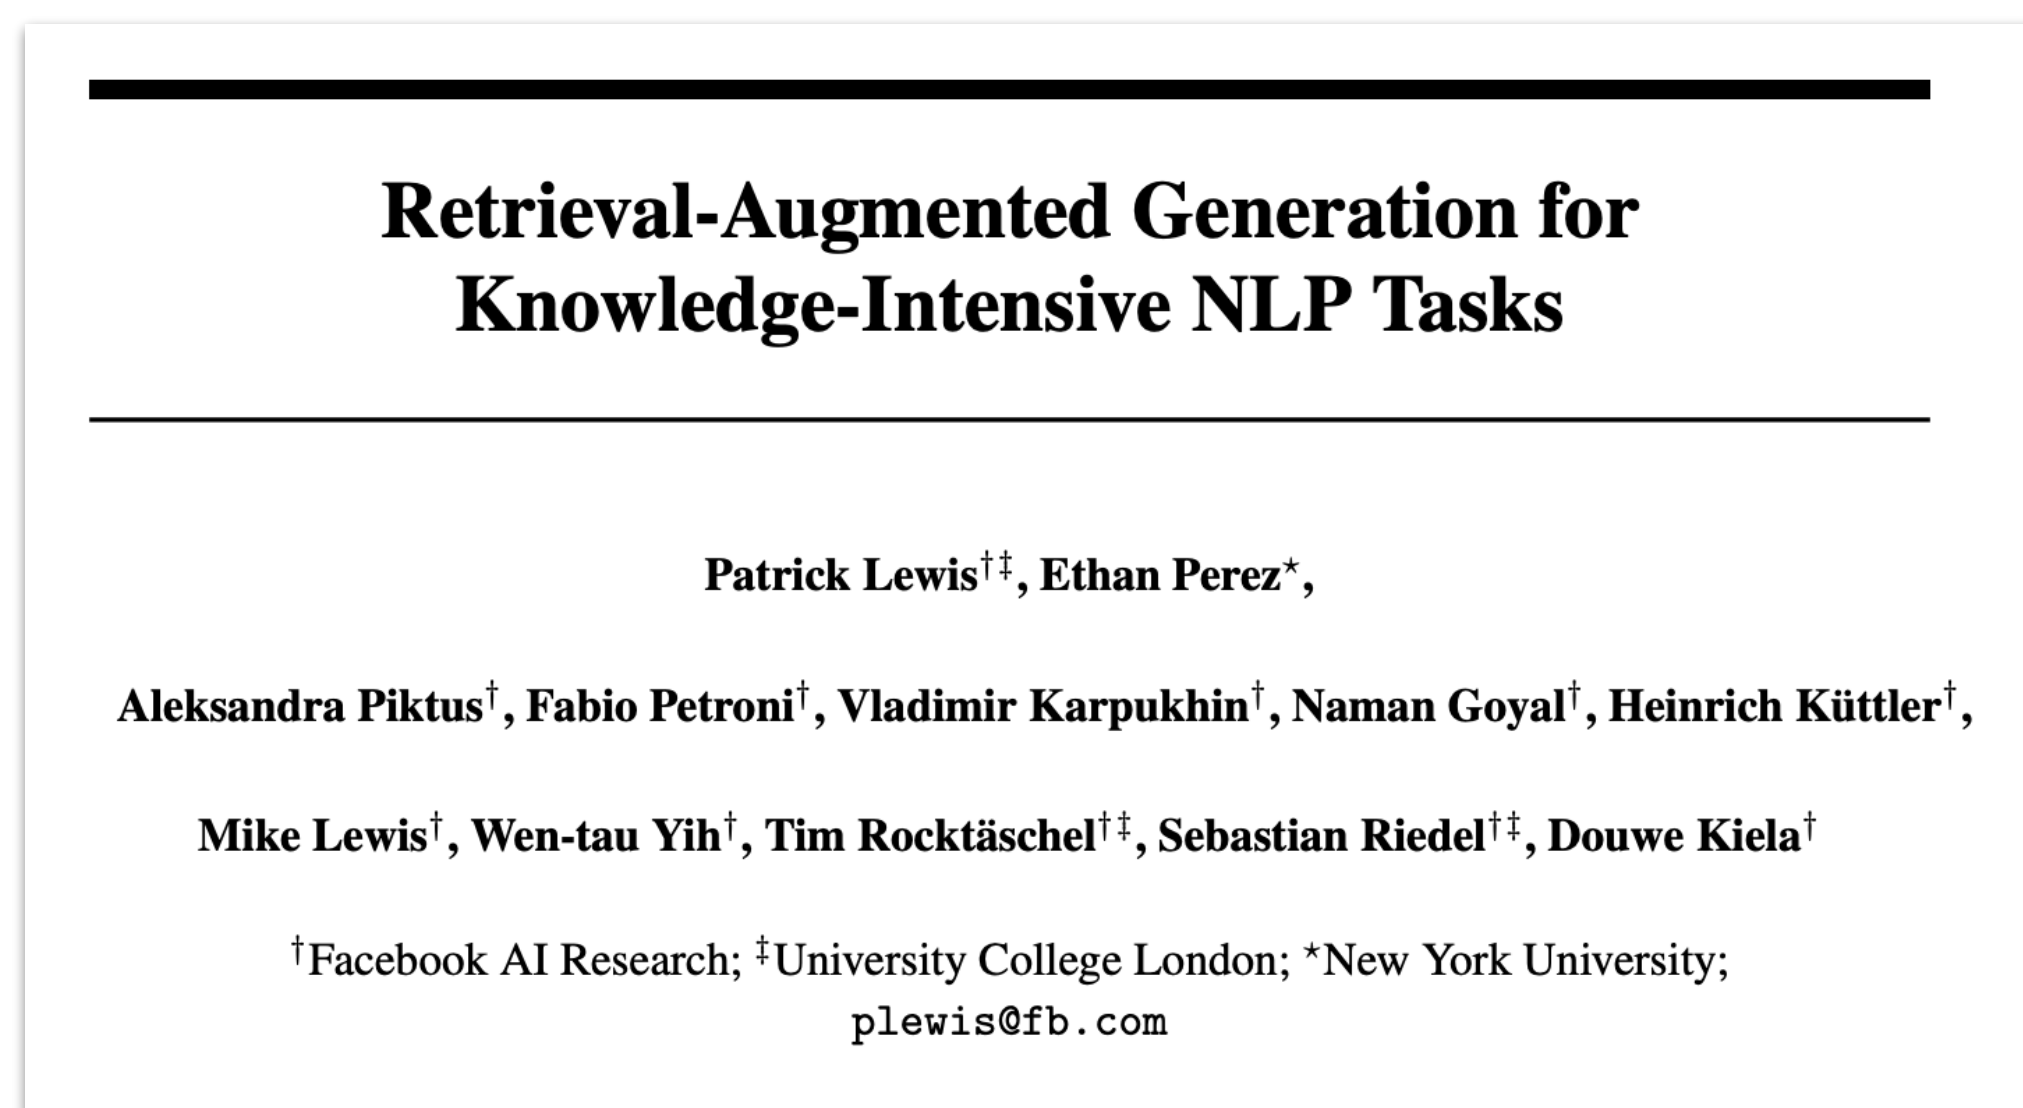 Retrieval-Augmented Generation for
Knowledge-Intensive NLP Tasks
Patrick Lewis†‡, Ethan Perez⋆,
Aleksandra Piktus†, Fabio Petroni†, Vladimir Karpukhin†, Naman Goyal†, Heinrich Küttler†,
Mike Lewis†, Wen-tau Yih†, Tim Rocktäschel†‡, Sebastian Riedel†‡, Douwe Kiela†
†Facebook AI Research; ‡University College London; ⋆New York University;
plewis@fb.com